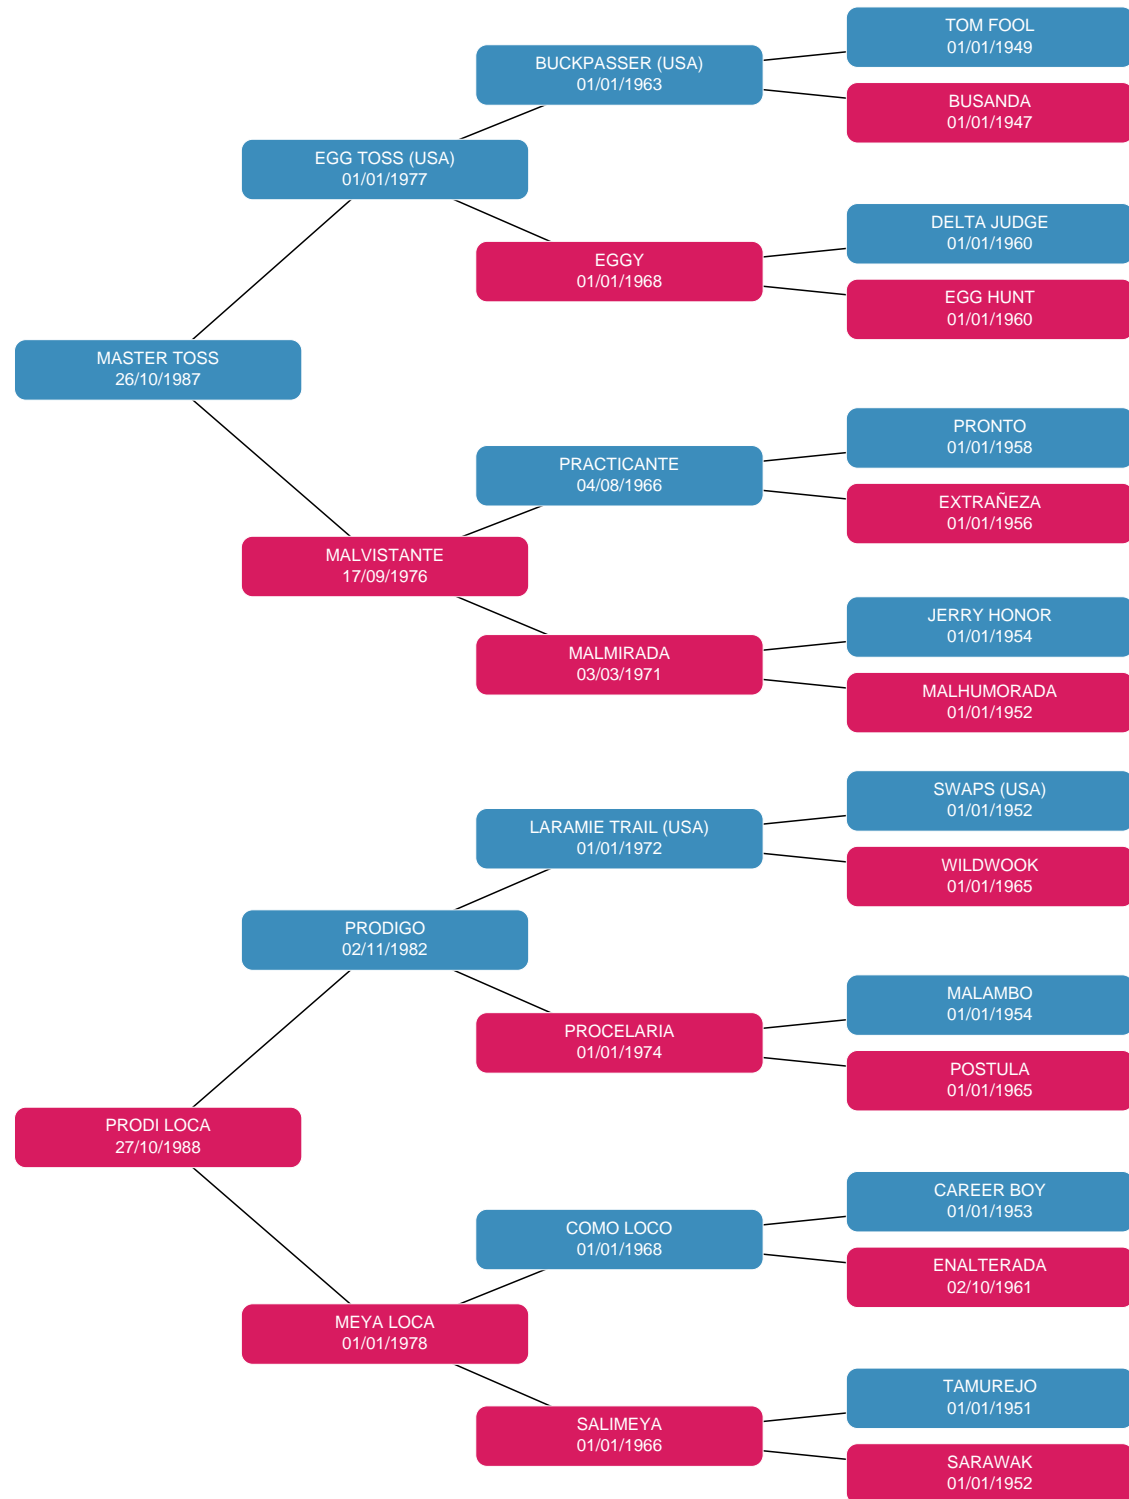 TOM FOOL
01/01/1949
BUCKPASSER (USA)
01/01/1963
BUSANDA
01/01/1947
EGG TOSS (USA)
01/01/1977
DELTA JUDGE
01/01/1960
EGGY
01/01/1968
EGG HUNT
01/01/1960
MASTER TOSS
26/10/1987
PRONTO
01/01/1958
PRACTICANTE
04/08/1966
EXTRAÑEZA
01/01/1956
MALVISTANTE
17/09/1976
JERRY HONOR
01/01/1954
MALMIRADA
03/03/1971
MALHUMORADA
01/01/1952
SWAPS (USA)
01/01/1952
LARAMIE TRAIL (USA)
01/01/1972
WILDWOOK
01/01/1965
PRODIGO
02/11/1982
MALAMBO
01/01/1954
PROCELARIA
01/01/1974
POSTULA
01/01/1965
PRODI LOCA
27/10/1988
CAREER BOY
01/01/1953
COMO LOCO
01/01/1968
ENALTERADA
02/10/1961
MEYA LOCA
01/01/1978
TAMUREJO
01/01/1951
SALIMEYA
01/01/1966
SARAWAK
01/01/1952